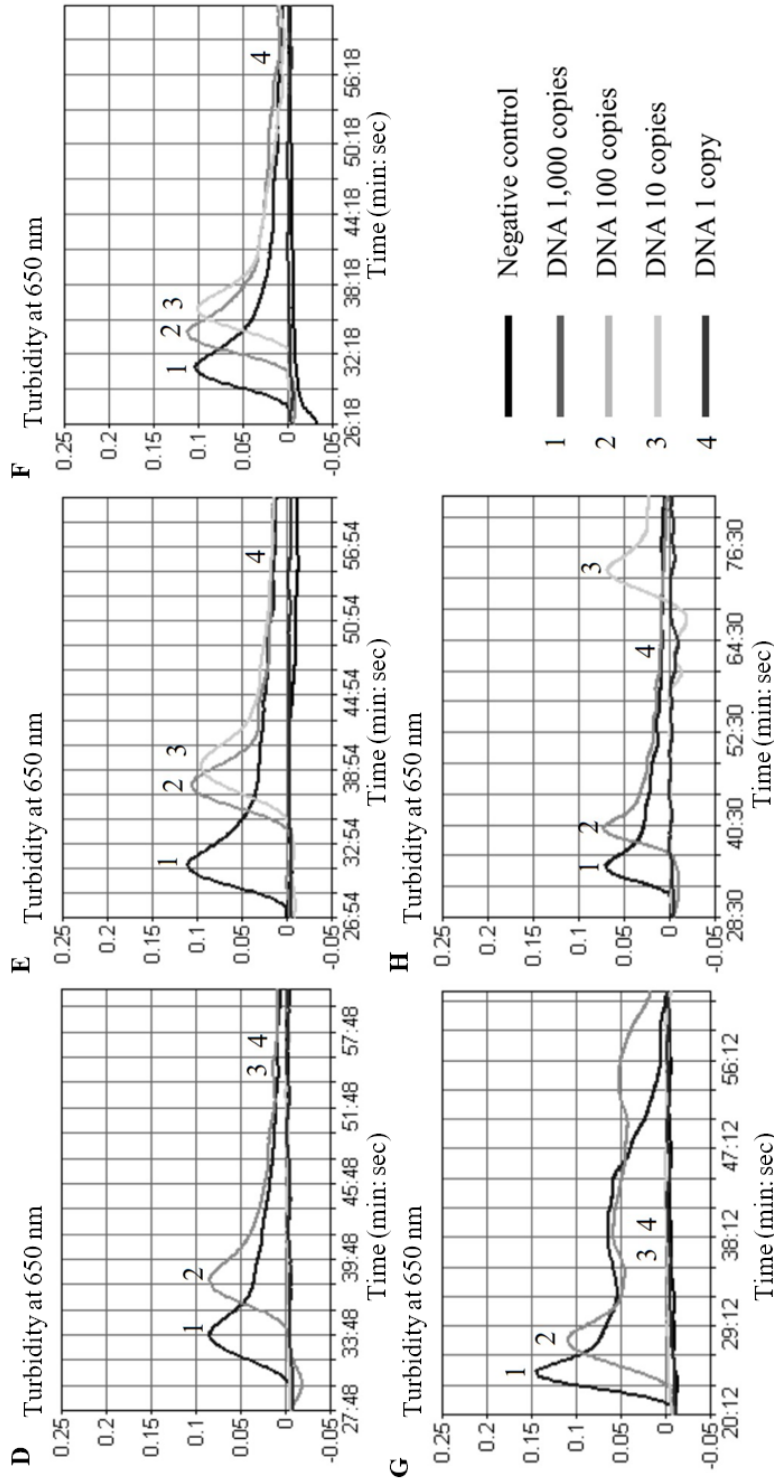 D
Turbidity at 650 nm
0.25
0.2
0.15
0.1
0.05
0
-0.05
1
2
3 4
27:48 33:48 39:48 45:48 51:48 57:48
Time (min: sec)
E
Turbidity at 650 nm
0.25
0.2
0.15
0.1
0.05
0
-0.05
1
2
3
4
26:54 32:54 38:54 44:54 50:54 56:54
Time (min: sec)
F
Turbidity at 650 nm
0.25
0.2
0.15
0.1
0.05
0
-0.05
1
2
3
4
26:18 32:18 38:18 44:18 50:18 56:18
Time (min: sec)
G
Turbidity at 650 nm
0.25
0.2
0.15
0.1
0.05
0
-0.05
1
2
3 4
20:12 29:12 38:12 47:12 56:12
Time (min: sec)
H
Turbidity at 650 nm
0.25
0.2
0.15
0.1
0.05
0
-0.05
1
2
3
4
28:30 40:30 52:30 64:30 76:30
Time (min: sec)
Negative control
1 DNA 1,000 copies
2 DNA 100 copies
3 DNA 10 copies
4 DNA 1 copy